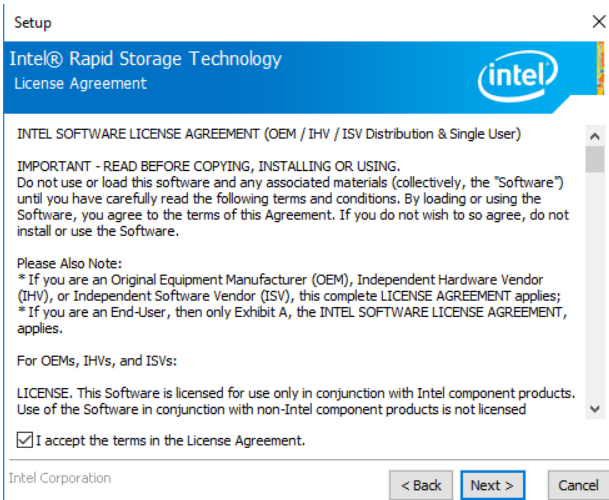 Setup
Intel® Rapid Storage Technology
License Agreement
intel
INTEL SOFTWARE LICENSE AGREEMENT (OEM / IHV / ISV Distribution & Single User)
IMPORTANT - READ BEFORE COPYING, INSTALLING OR USING.
Do not use or load this software and any associated materials (collectively, the "Software")
until you have carefully read the following terms and conditions. By loading or using the
Software, you agree to the terms of this Agreement. If you do not wish to so agree, do not
install or use the Software.
Please Also Note:
* If you are an Original Equipment Manufacturer (OEM), Independent Hardware Vendor
(IHV), or Independent Software Vendor (ISV), this complete LICENSE AGREEMENT applies;
* If you are an End-User, then only Exhibit A, the INTEL SOFTWARE LICENSE AGREEMENT,
applies.
For OEMs, IHVs, and ISVs:
LICENSE. This Software is licensed for use only in conjunction with Intel component products.
Use of the Software in conjunction with non-Intel component products is not licensed
I accept the terms in the License Agreement.
Intel Corporation
< Back Next > Cancel